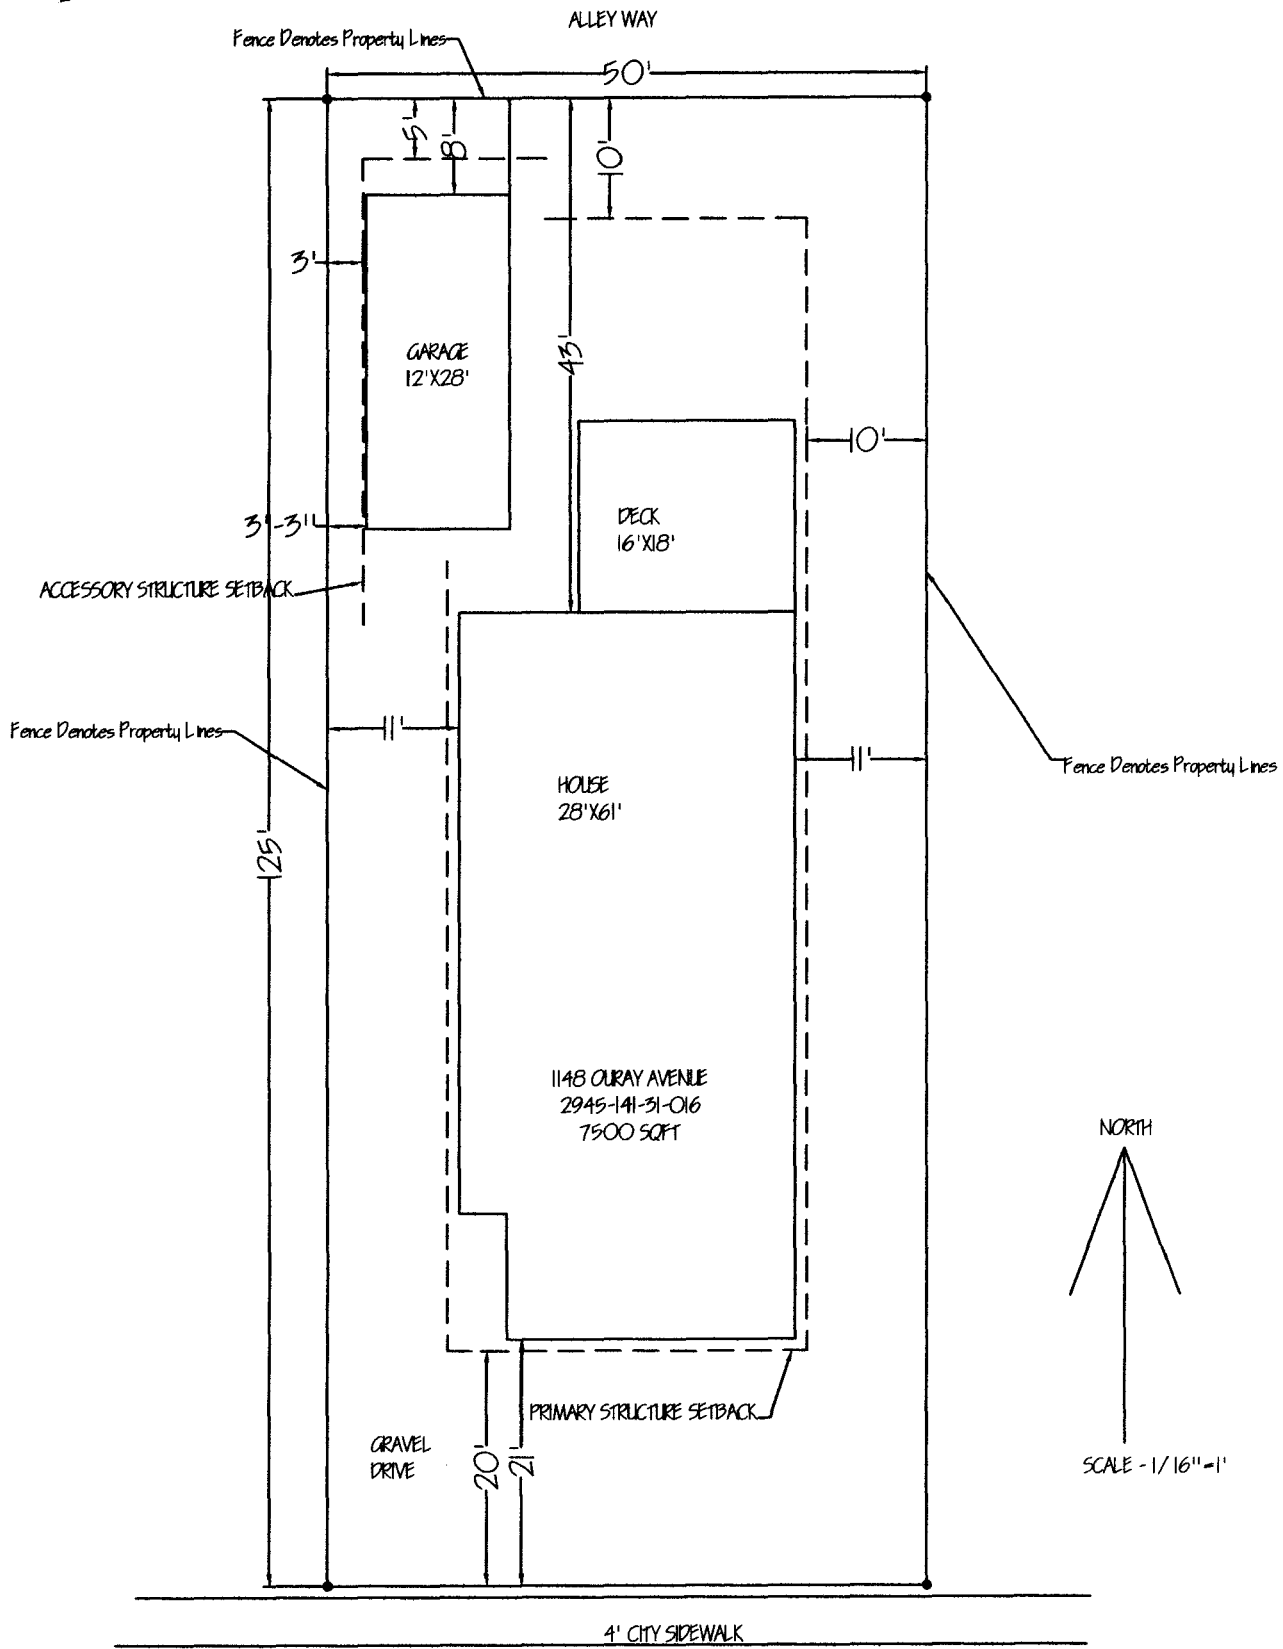 ALLEY WAY
Fence Denotes Property Lines
50'
5'
8'
10'
3'
GARAGE
12'X28'
43'
10'
3'-3"
DECK
16'X18'
ACCESSORY STRUCTURE SETBACK
11'
Fence Denotes Property Lines
11'
Fence Denotes Property Lines
HOUSE
28'X61'
125'
1148 OURAY AVENUE
2945-141-31-016
7500 SQFT
NORTH
PRIMARY STRUCTURE SETBACK
GRAVEL
DRIVE
20'
21'
SCALE - 1/16"=1'
4' CITY SIDEWALK